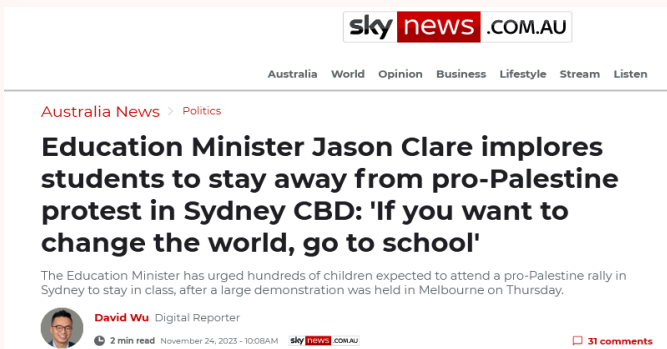 sky news .COM.AU
Australia World Opinion Business Lifestyle Stream Listen
Australia News > Politics
Education Minister Jason Clare implores
students to stay away from pro-Palestine
protest in Sydney CBD: 'If you want to
change the world, go to school'
The Education Minister has urged hundreds of children expected to attend a pro-Palestine rally in
Sydney to stay in class, after a large demonstration was held in Melbourne on Thursday.
David Wu Digital Reporter
2 min read November 24, 2023 - 10:08AM sky news .COM.AU
31 comments